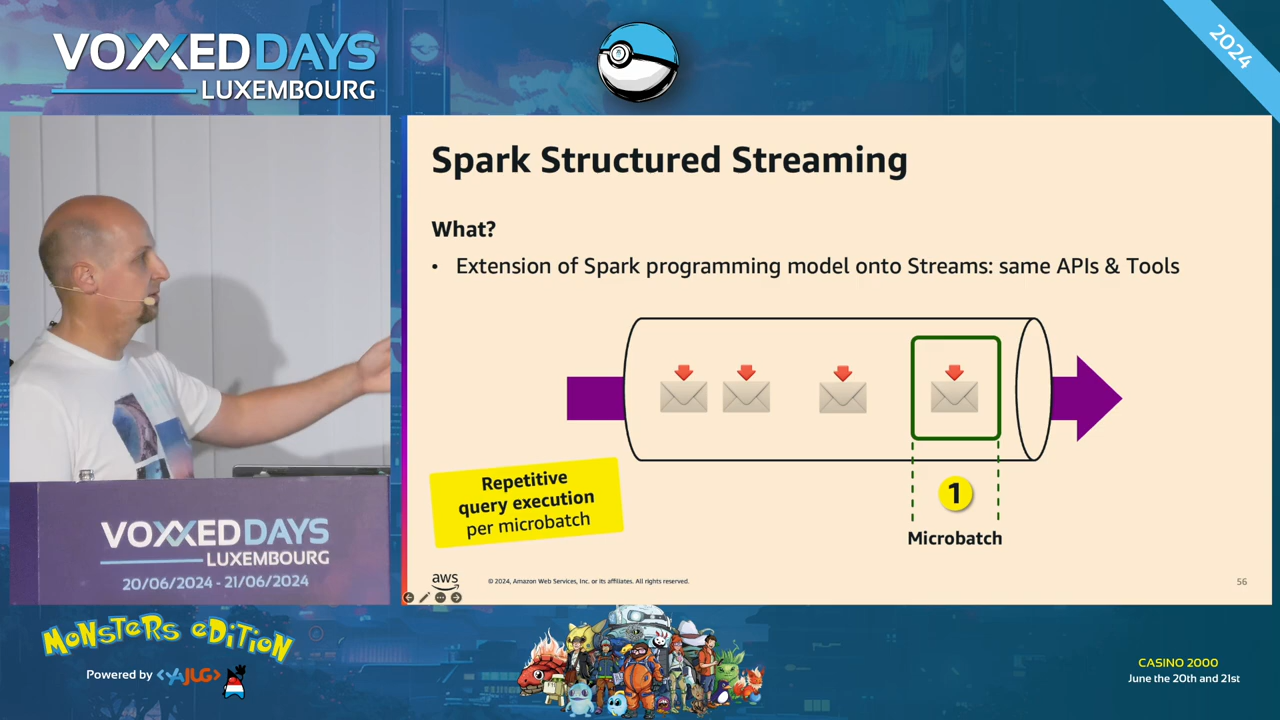 VOXXED DAYS
LUXEMBOURG
2024
Spark Structured Streaming
What?
• Extension of Spark programming model onto Streams: same APIs & Tools
Repetitive
query execution
per microbatch
1
Microbatch
aws
© 2024, Amazon Web Services, Inc. or its affiliates. All rights reserved.
56
VOXXED DAYS
LUXEMBOURG
20/06/2024 - 21/06/2024
MoNSTeRS eDiTioN
Powered by <YAJUG>
CASINO 2000
June the 20th and 21st